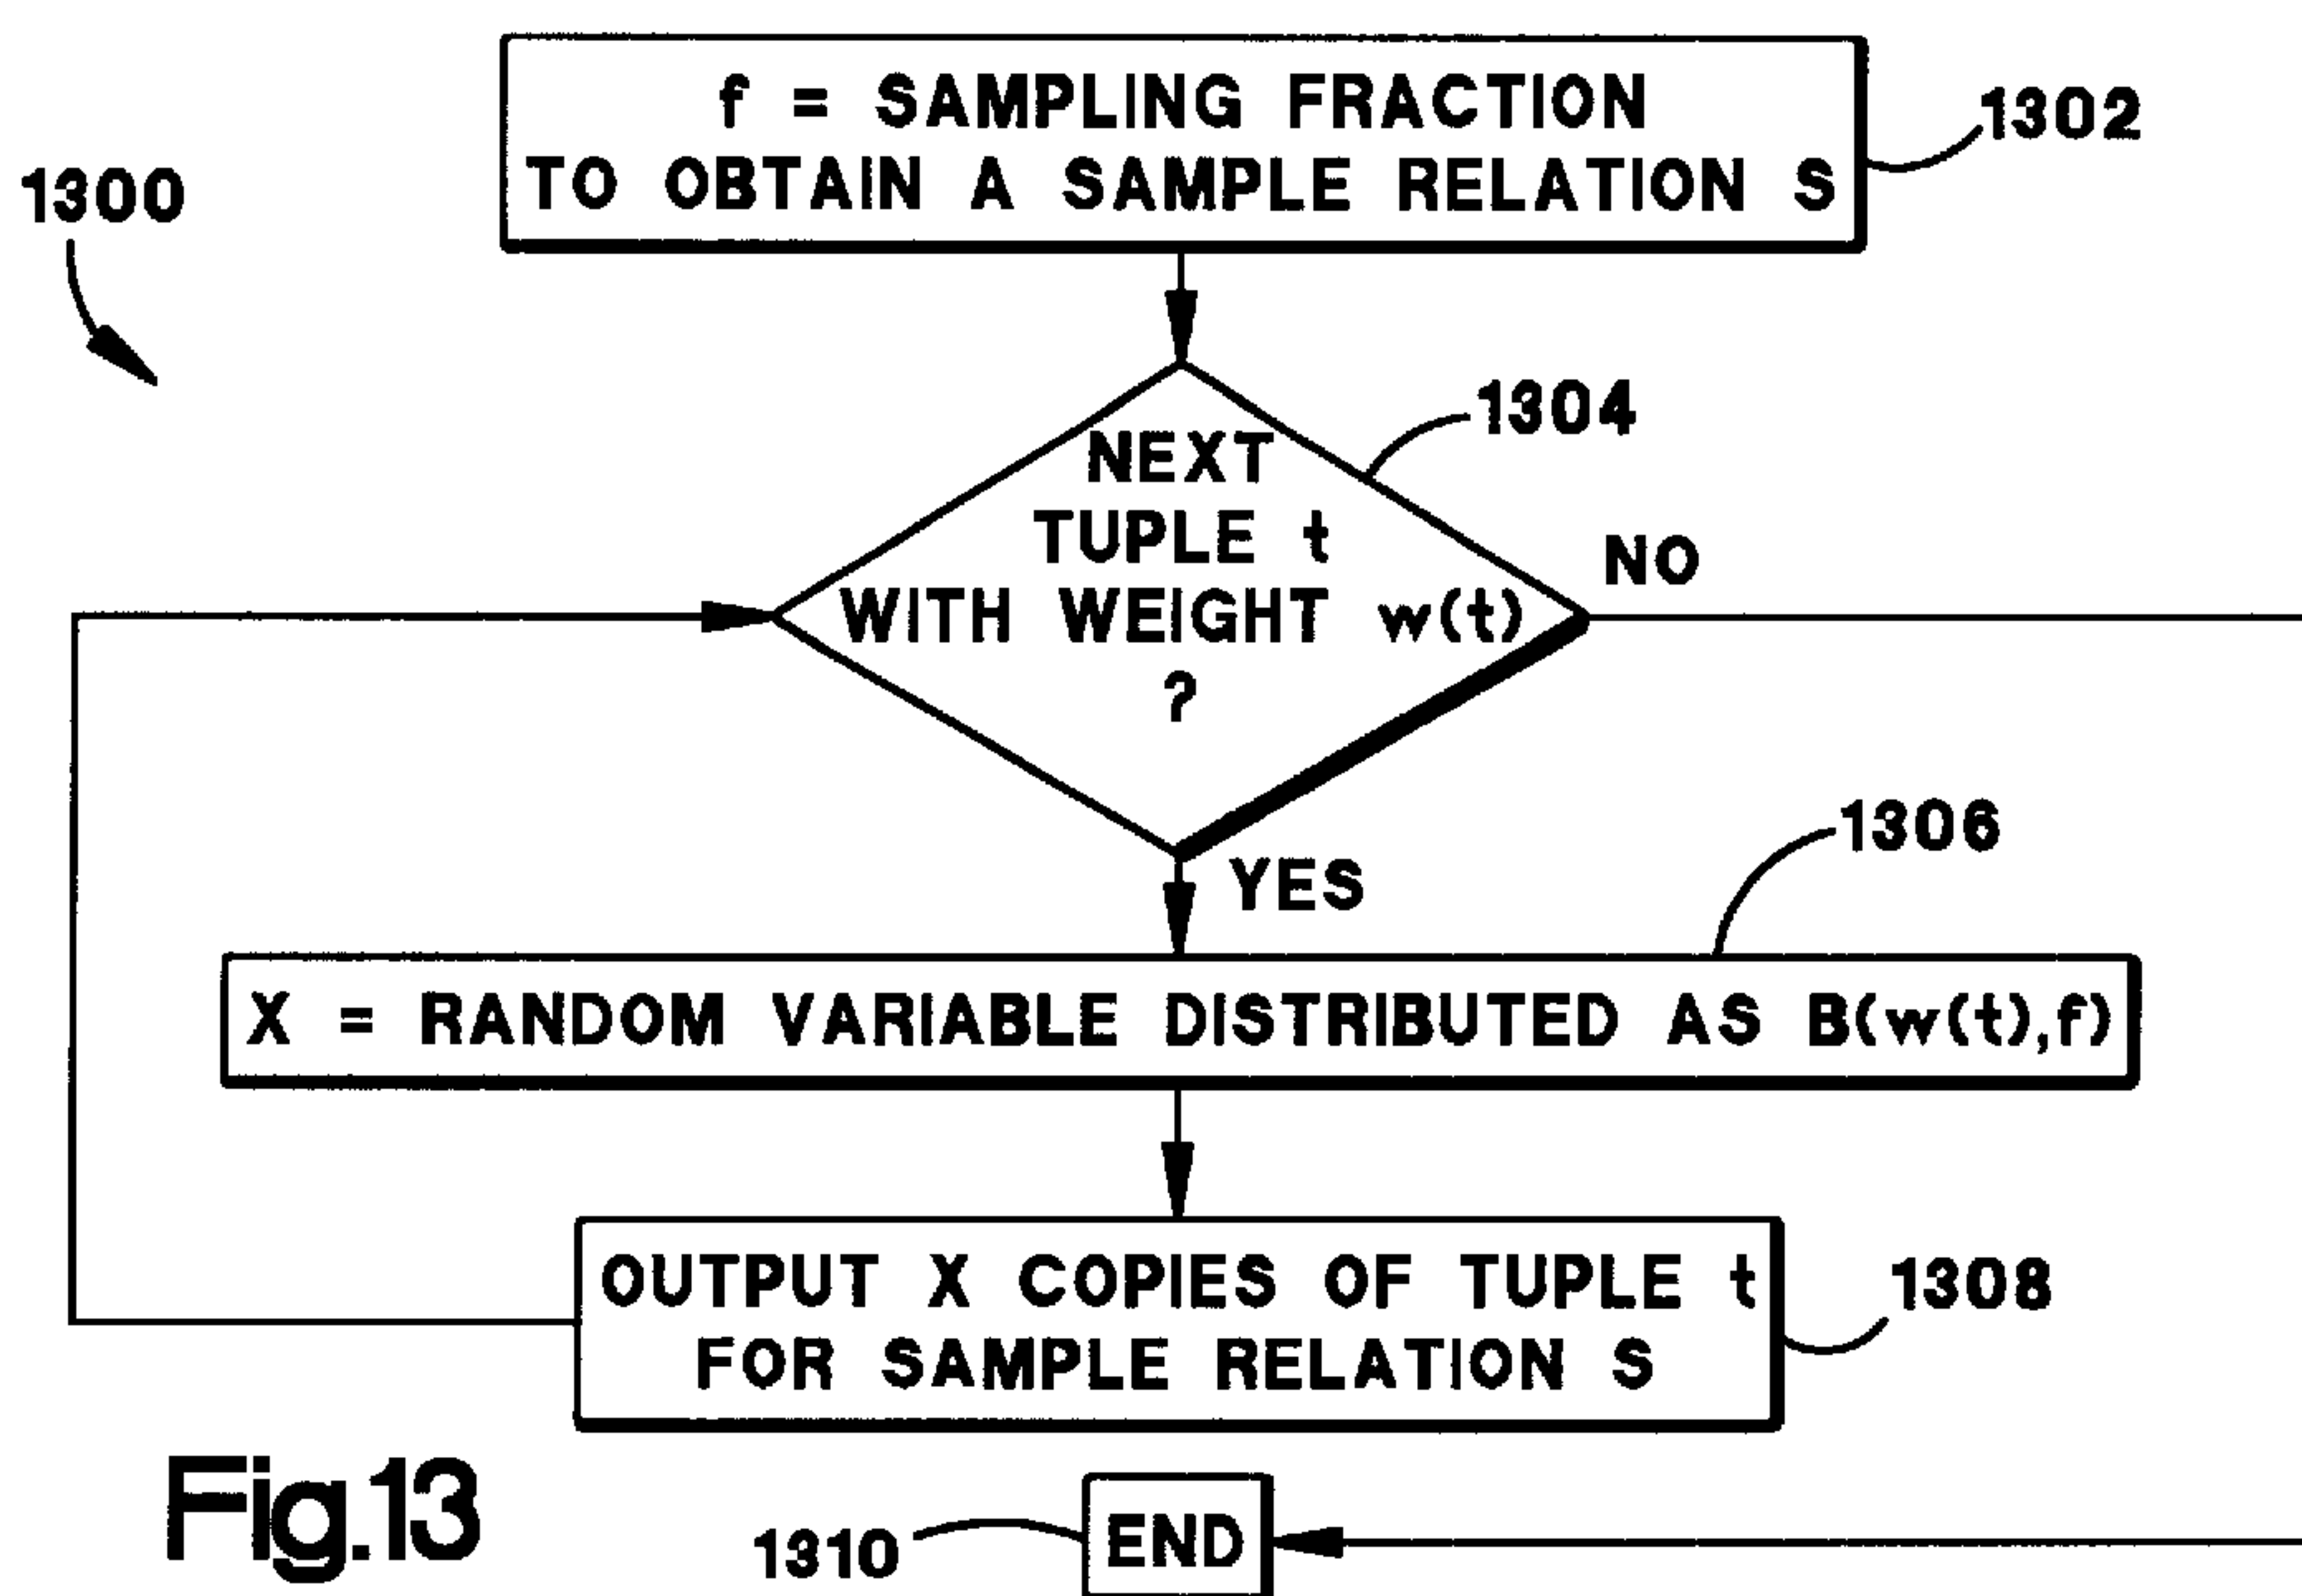 f = SAMPLING FRACTION
TO OBTAIN A SAMPLE RELATION S
1302
1300
1304
NEXT
TUPLE t
WITH WEIGHT w(t)
?
NO
YES
1306
X = RANDOM VARIABLE DISTRIBUTED AS B(w(t),f)
OUTPUT X COPIES OF TUPLE t
FOR SAMPLE RELATION S
1308
Fig.13
1310
END